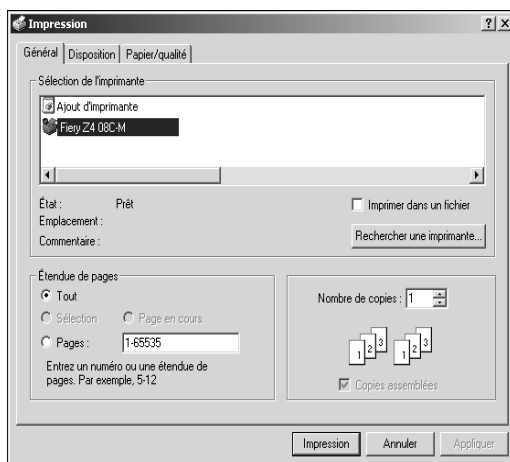 Impression
Général Disposition Papier/qualité
Sélection de l'imprimante
Ajout d'imprimante
Fiery Z4 08C-M
État : Prêt
Imprimer dans un fichier
Emplacement :
Commentaire :
Rechercher une imprimante...
Étendue de pages
Tout
Sélection Page en cours
Pages : 1-65535
Entrez un numéro ou une étendue de
pages. Par exemple, 5-12
Nombre de copies : 1
1 2 3 1 2 3
Copies assemblées
Impression Annuler Appliquer